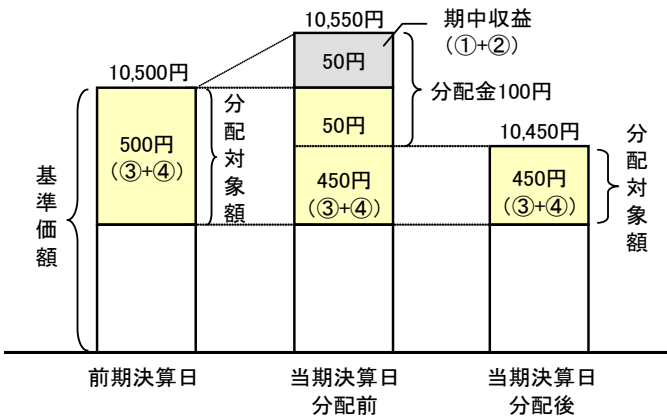 10,550円
期中収益
(①+②)
10,500円
50円
分配金100円
分配対象額
500円
(③+④)
50円
10,450円
分配対象額
基準価額
450円
(③+④)
450円
(③+④)
前期決算日
当期決算日
分配前
当期決算日
分配後